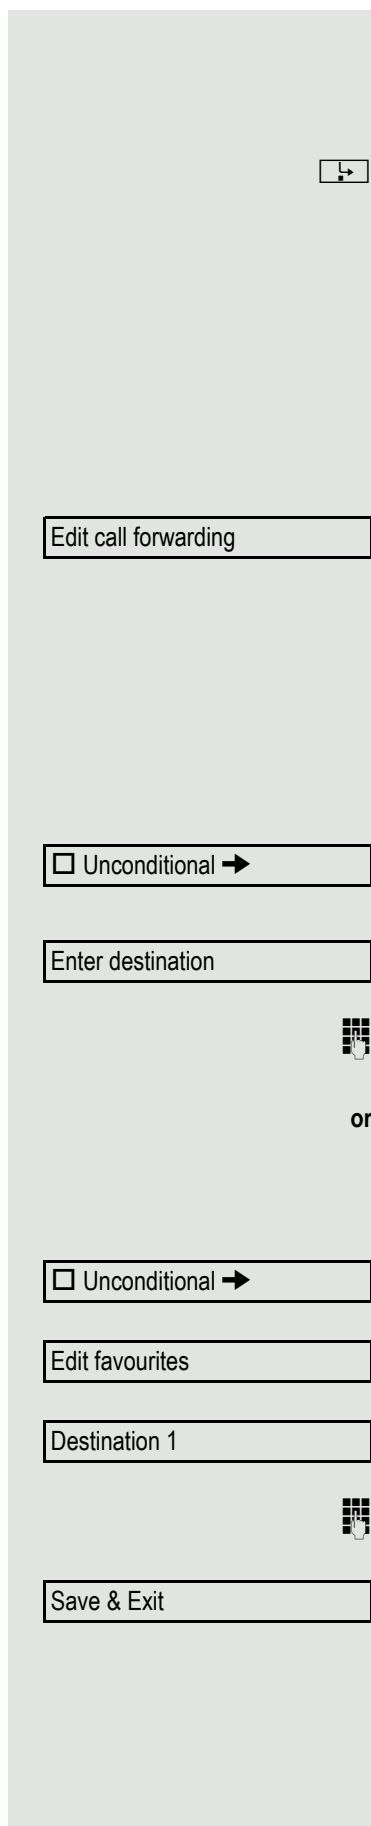 Edit call forwarding
☐ Unconditional ➔
Enter destination
or
☐ Unconditional ➔
Edit favourites
Destination 1
Save & Exit